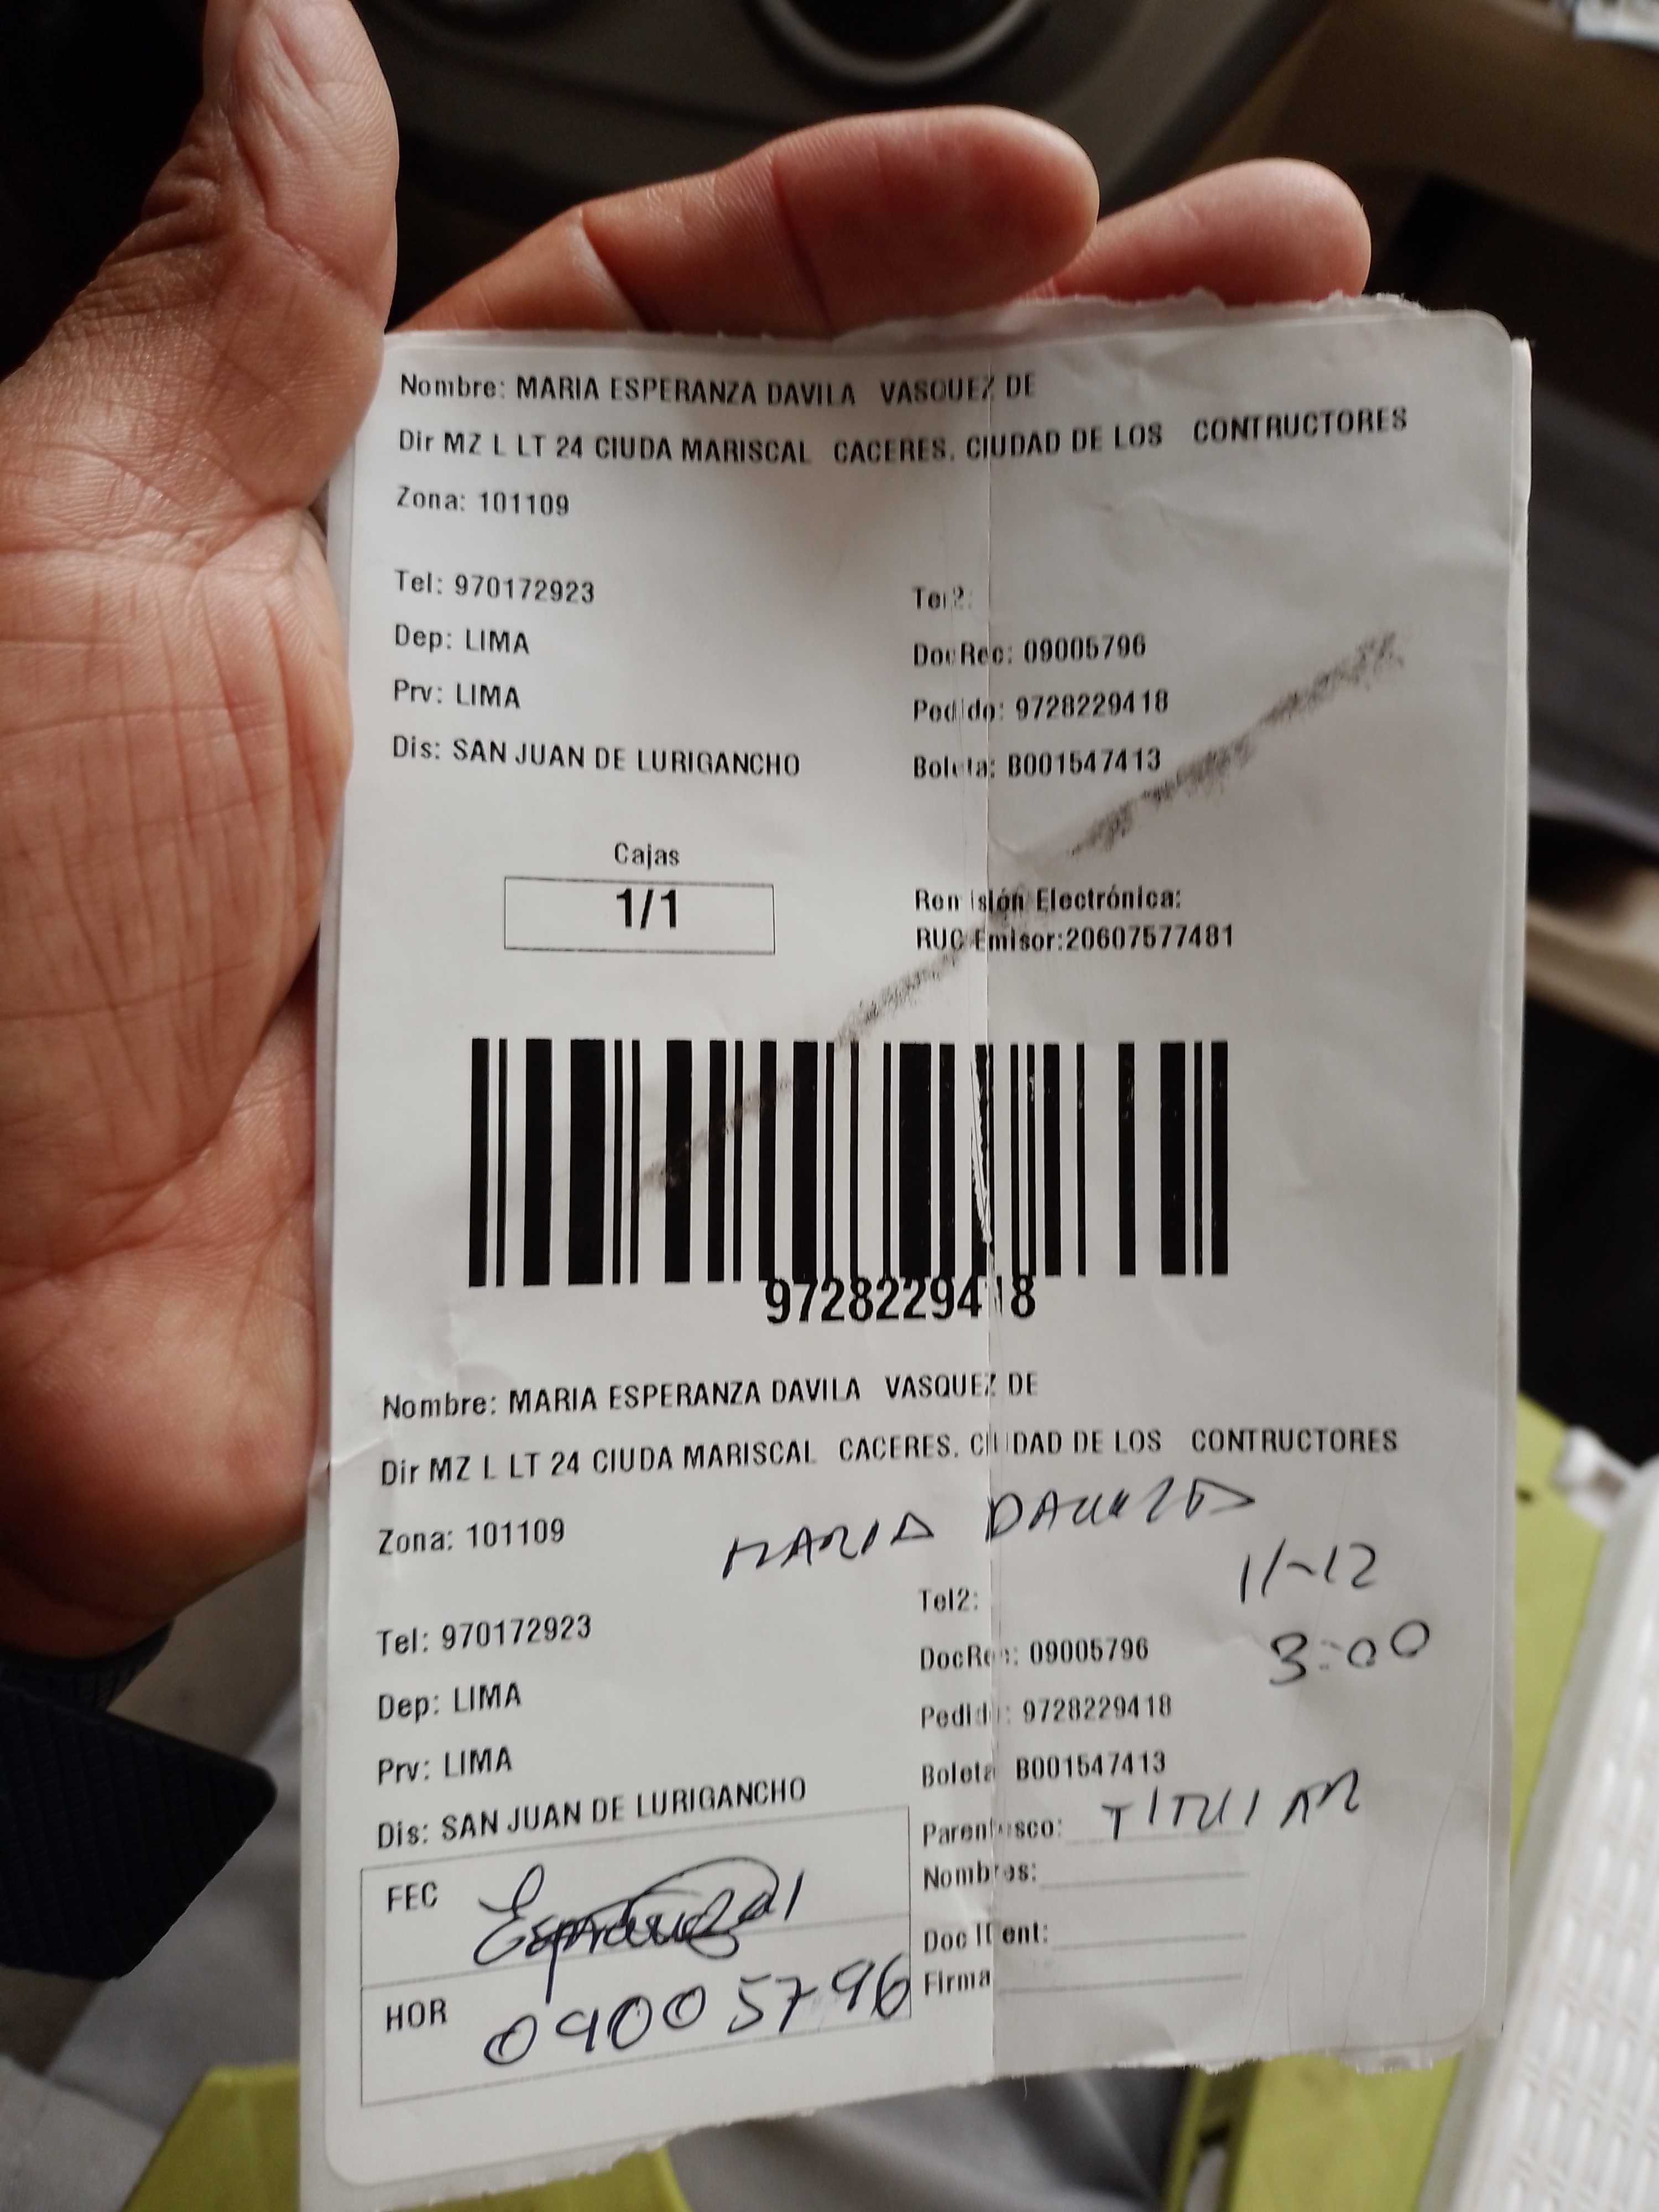 Nombre: MARIA ESPERANZA DAVILA VASQUEZ DE
Dir MZ L LT 24 CIUDA MARISCAL CACERES. CIUDAD DE LOS CONTRUCTORES
Zona: 101109
Tel: 970172923
Tel2:
Dep: LIMA
DocRec: 09005796
Prv: LIMA
Pedido: 9728229418
Dis: SAN JUAN DE LURIGANCHO
Boleta: B001547413
Cajas
1/1
Remisión Electrónica:
RUC Emisor:20607577481
9728229418
Nombre: MARIA ESPERANZA DAVILA VASQUEZ DE
Dir MZ L LT 24 CIUDA MARISCAL CACERES. CIUDAD DE LOS CONTRUCTORES
Zona: 101109
MARIA
11-12
Tel: 970172923
Tel2:
3:00
Dep: LIMA
DocRec: 09005796
Prv: LIMA
Pedido: 9728229418
Dis: SAN JUAN DE LURIGANCHO
Boleta B001547413
Parentesco: TITULAR
FEC
Nombres:
Doc Ident:
HOR 09005796
Firma